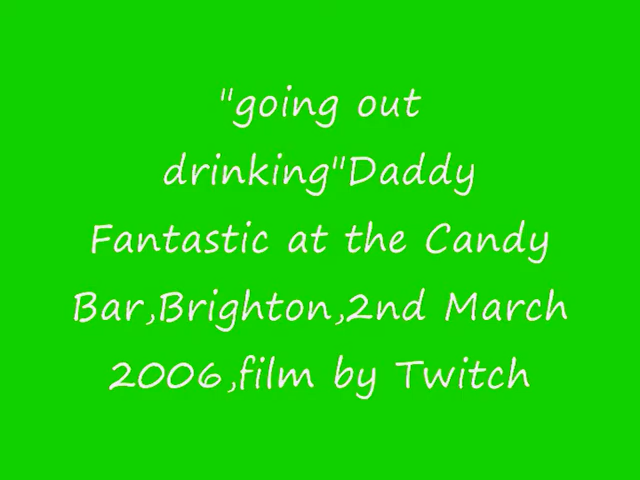 "going out
drinking"Daddy
Fantastic at the Candy
Bar,Brighton,2nd March
2006,film by Twitch